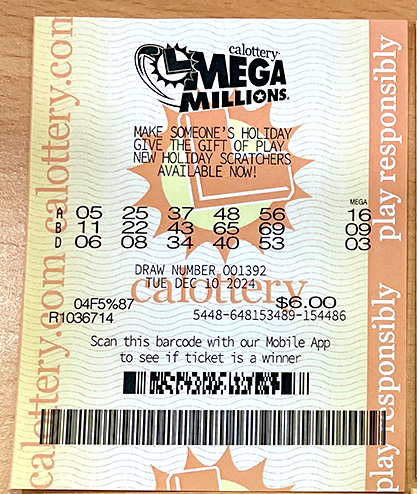 calottery
MEGA
MILLIONS
MAKE SOMEONE'S HOLIDAY
GIVE THE GIFT OF PLAY
NEW HOLIDAY SCRATCHERS
AVAILABLE NOW!
MEGA
A 05 25 37 48 56 16
B 11 22 43 65 69 09
D 06 08 34 40 53 03
DRAW NUMBER 001392
TUE DEC 10 2024
calottery
04F5%87 $6.00
R1036714 5448-648153489-154486
Scan this barcode with our Mobile App
to see if ticket is a winner
calottery.com calottery.com
play responsibly play responsibly